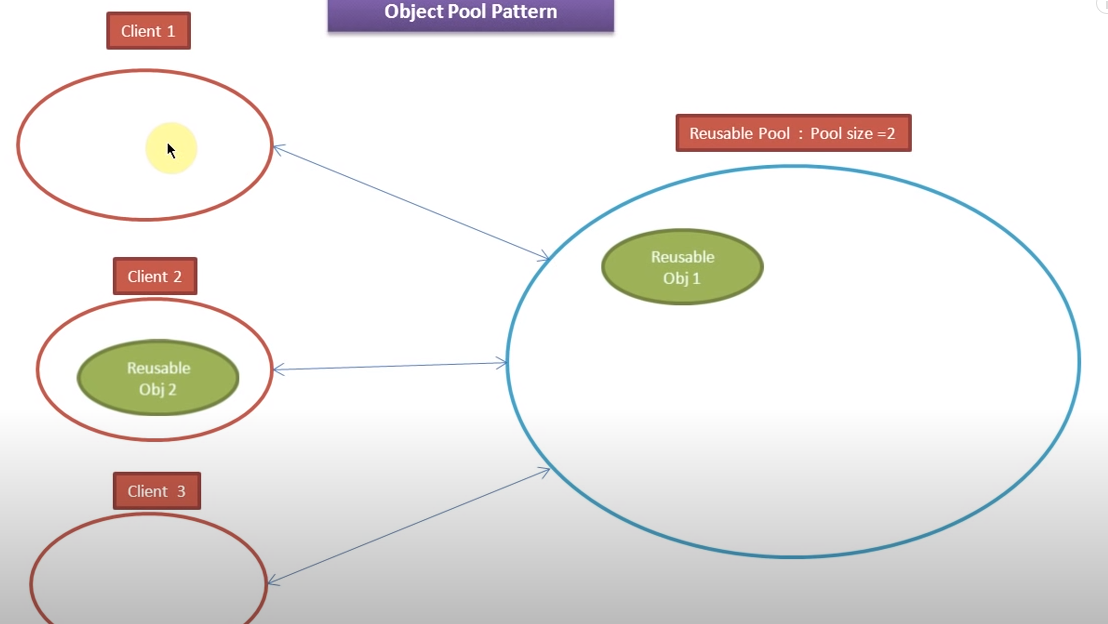 Object Pool Pattern
Client 1
Reusable Pool : Pool size =2
Reusable
Obj 1
Client 2
Reusable
Obj 2
Client 3